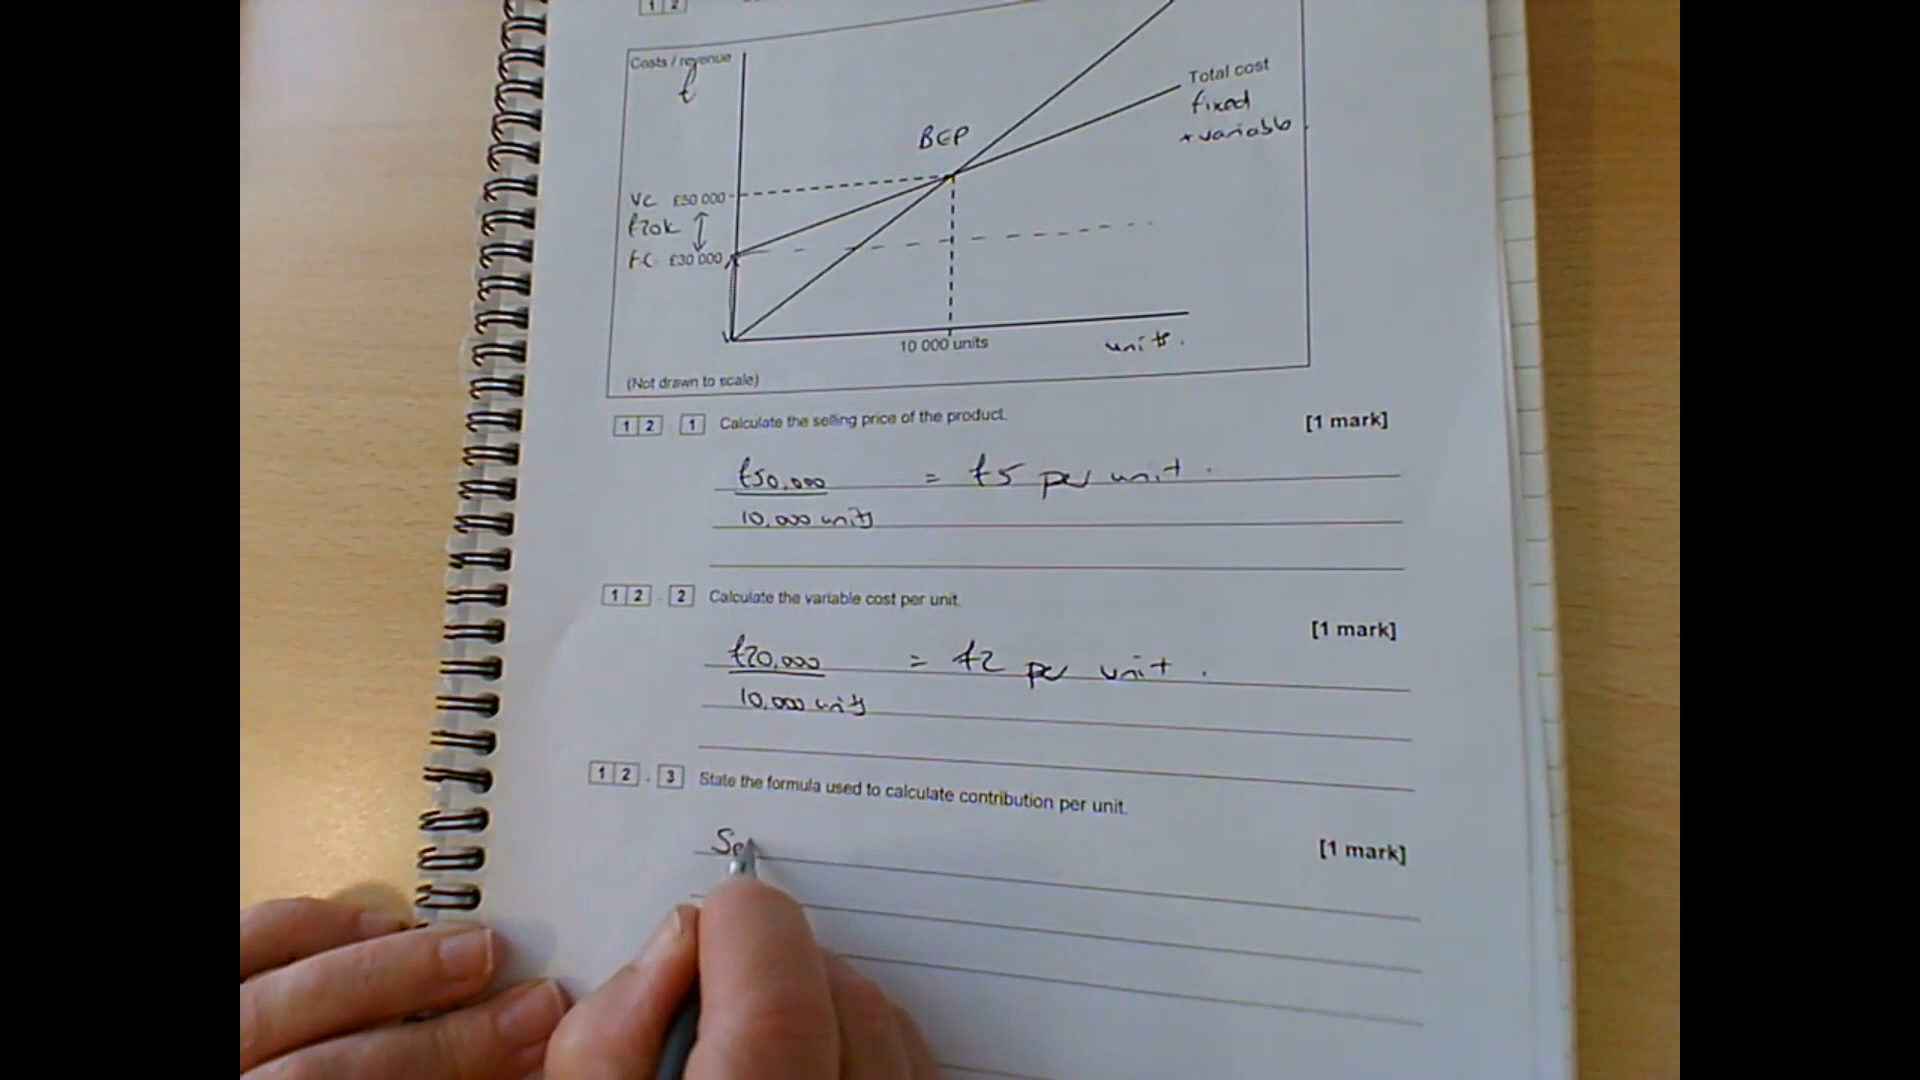 1 2
Costs / revenue
£
Total cost
fixed
+ variable
BEP
VC £50 000
£20k
FC £30 000
10 000 units
units.
(Not drawn to scale)
1 2 1 Calculate the selling price of the product.
[1 mark]
£50,000 = £5 per unit.
10,000 units
1 2 . 2 Calculate the variable cost per unit.
[1 mark]
£20,000 = £2 per unit.
10,000 units
1 2 . 3 State the formula used to calculate contribution per unit.
[1 mark]
Se